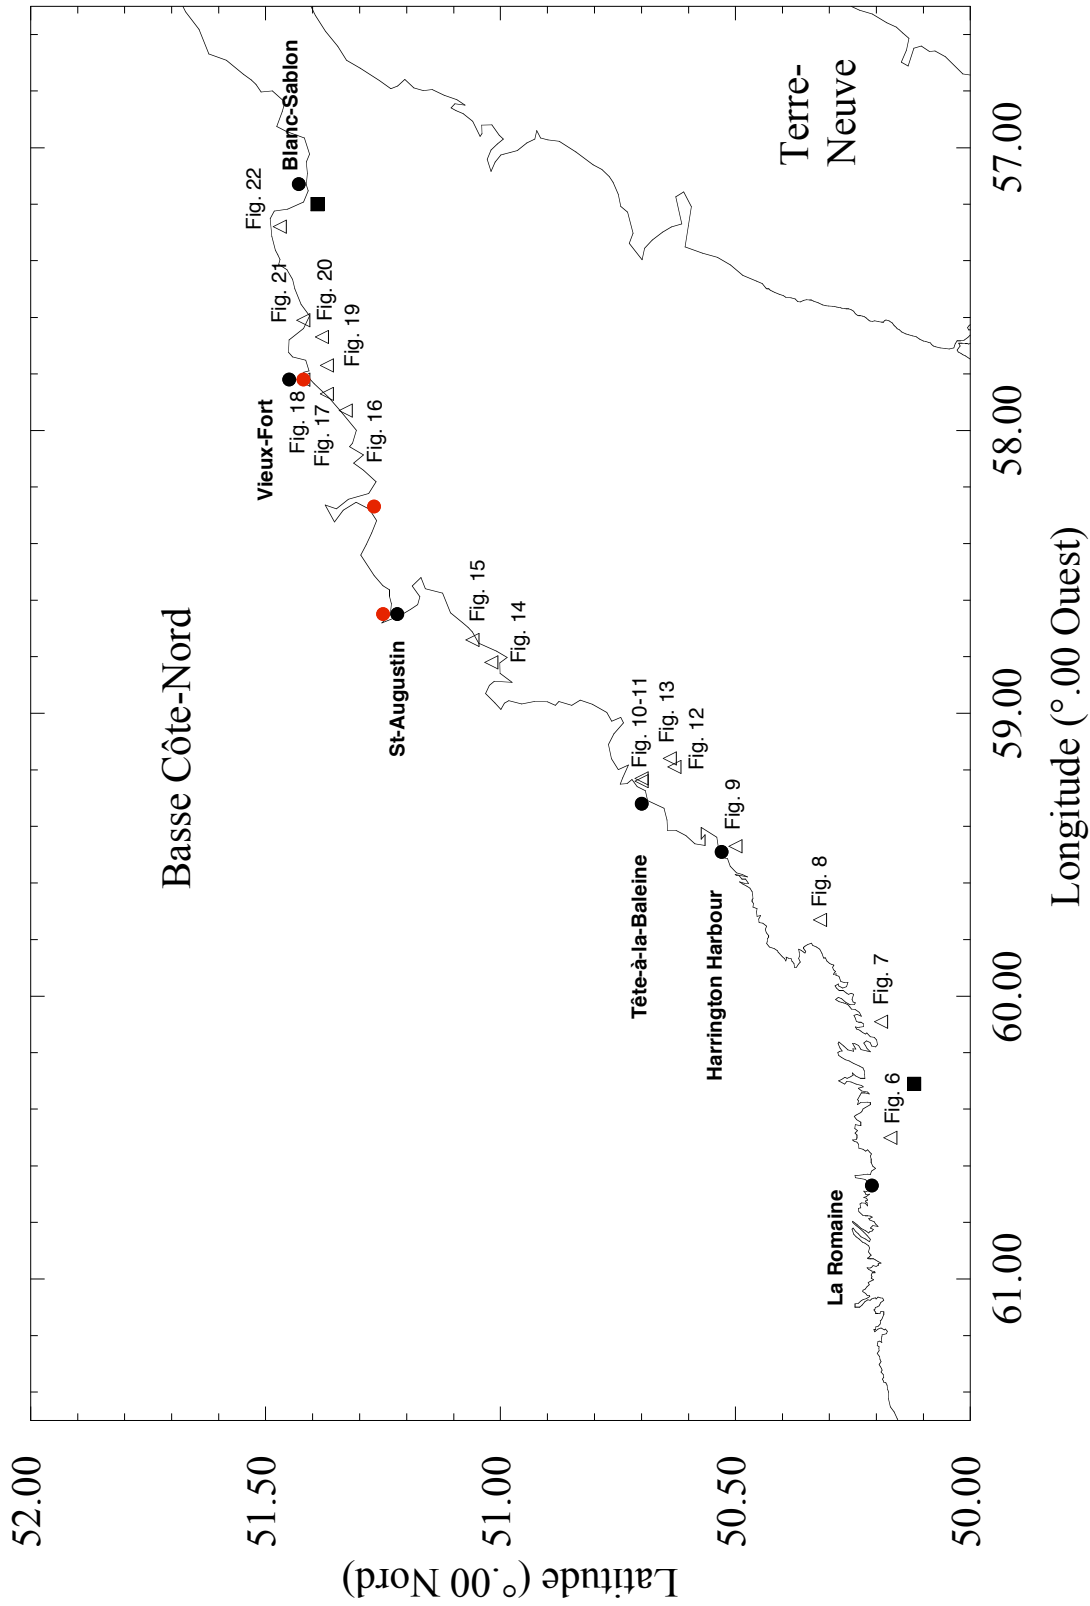 Basse Côte-Nord
Terre-
Neuve
Blanc-Sablon
Fig. 22
Fig. 21
Fig. 20
Fig. 19
Vieux-Fort
Fig. 18
Fig. 17
Fig. 16
St-Augustin
Fig. 15
Fig. 14
Tête-à-la-Baleine
Fig. 10-11
Fig. 13
Fig. 12
Harrington Harbour
Fig. 9
Fig. 8
Fig. 7
Fig. 6
La Romaine
52.00
51.50
51.00
50.50
50.00
Latitude (°.00 Nord)
61.00
60.00
59.00
58.00
57.00
Longitude (°.00 Ouest)